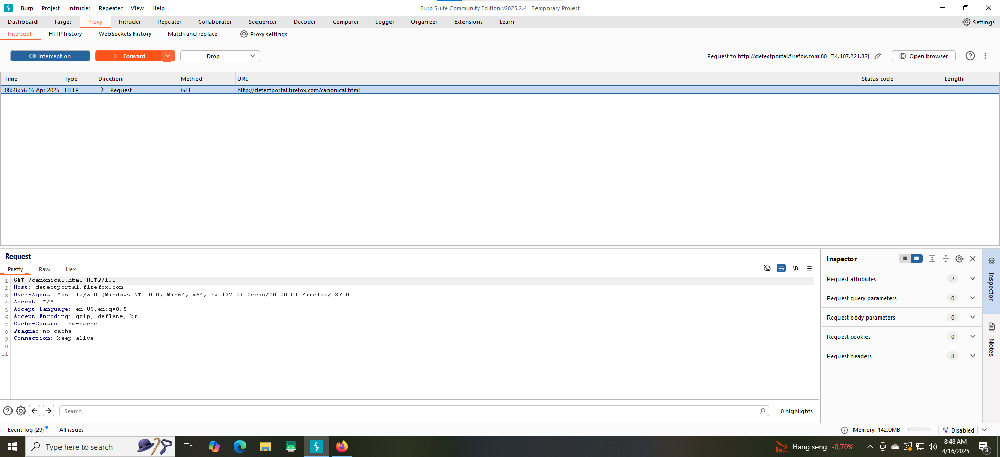 Burp Project Intruder Repeater View Help Burp Suite Community Edition v2025.2.4 - Temporary Project
Dashboard Target Proxy Intruder Repeater Collaborator Sequencer Decoder Comparer Logger Organizer Extensions Learn Settings
Intercept HTTP history WebSockets history Match and replace Proxy settings
Intercept on Forward Drop Request to http://detectportal.firefox.com:80 [34.107.221.82] Open browser
Time Type Direction Method URL Status code Length
08:46:56 16 Apr 2025 HTTP → Request GET http://detectportal.firefox.com/canonical.html
Request
Pretty Raw Hex \n
1 GET /canonical.html HTTP/1.1
2 Host: detectportal.firefox.com
3 User-Agent: Mozilla/5.0 (Windows NT 10.0; Win64; x64; rv:137.0) Gecko/20100101 Firefox/137.0
4 Accept: */*
5 Accept-Language: en-US,en;q=0.5
6 Accept-Encoding: gzip, deflate, br
7 Cache-Control: no-cache
8 Pragma: no-cache
9 Connection: keep-alive
10
11
Inspector
Request attributes 2
Request query parameters 0
Request body parameters 0
Request cookies 0
Request headers 8
Inspector
Notes
Search 0 highlights
Event log (29) All issues Memory: 142.0MB Disabled
Type here to search Hang seng -0,70% 8:48 AM
4/16/2025 3